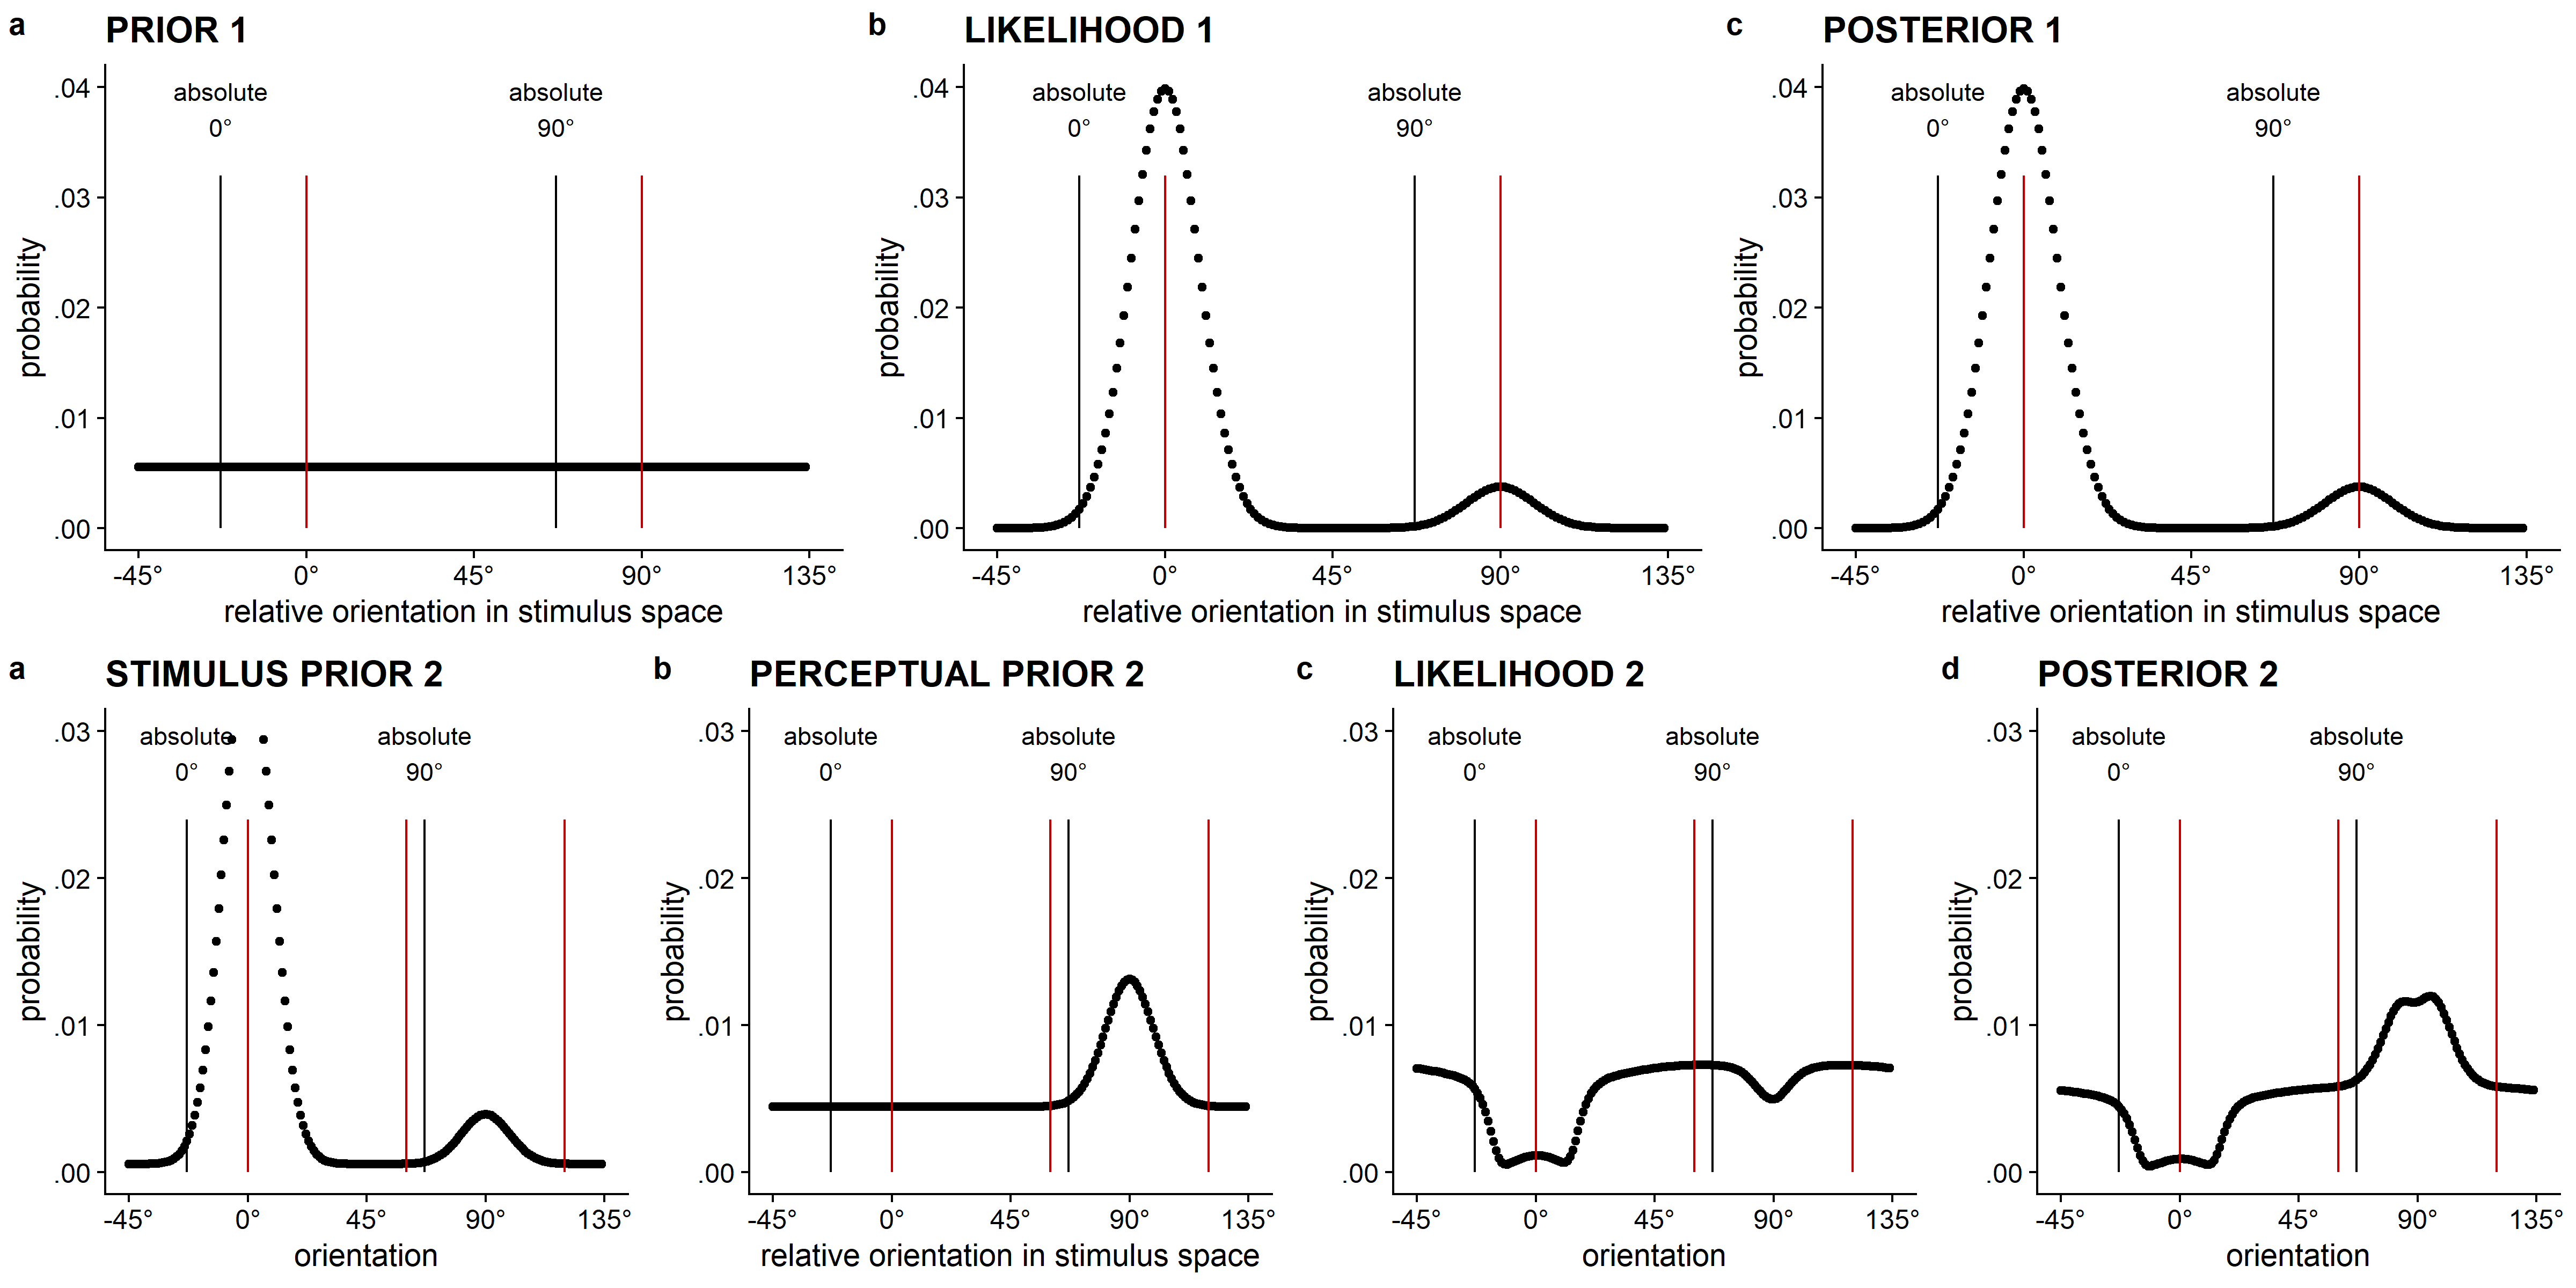 a PRIOR 1
absolute
0°
absolute
90°
.04
.03
.02
.01
.00
probability
-45° 0° 45° 90° 135°
relative orientation in stimulus space
b LIKELIHOOD 1
absolute
0°
absolute
90°
.04
.03
.02
.01
.00
probability
-45° 0° 45° 90° 135°
relative orientation in stimulus space
c POSTERIOR 1
absolute
0°
absolute
90°
.04
.03
.02
.01
.00
probability
-45° 0° 45° 90° 135°
relative orientation in stimulus space
a STIMULUS PRIOR 2
absolute
0°
absolute
90°
.03
.02
.01
.00
probability
-45° 0° 45° 90° 135°
orientation
b PERCEPTUAL PRIOR 2
absolute
0°
absolute
90°
.03
.02
.01
.00
probability
-45° 0° 45° 90° 135°
relative orientation in stimulus space
c LIKELIHOOD 2
absolute
0°
absolute
90°
.03
.02
.01
.00
probability
-45° 0° 45° 90° 135°
orientation
d POSTERIOR 2
absolute
0°
absolute
90°
.03
.02
.01
.00
probability
-45° 0° 45° 90° 135°
orientation